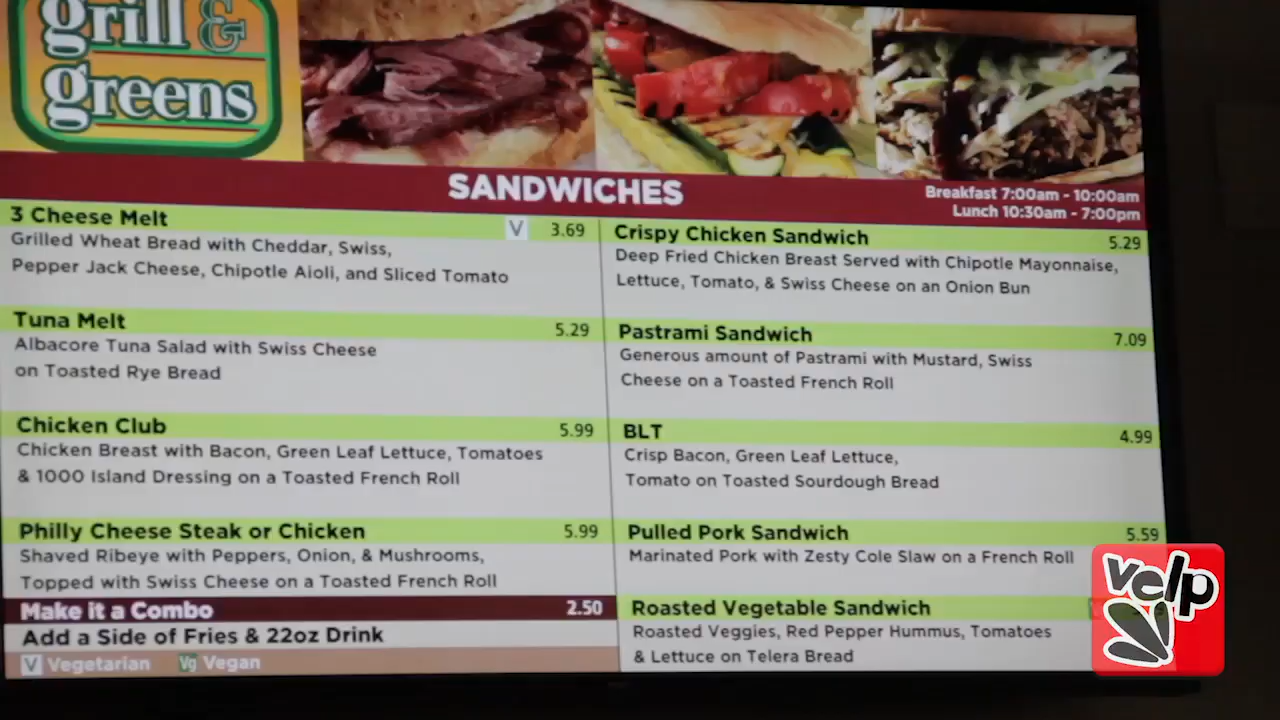 grill &
greens
SANDWICHES
Breakfast 7:00am - 10:00am
Lunch 10:30am - 7:00pm
3 Cheese Melt V 3.69
Grilled Wheat Bread with Cheddar, Swiss,
Pepper Jack Cheese, Chipotle Aioli, and Sliced Tomato
Tuna Melt 5.29
Albacore Tuna Salad with Swiss Cheese
on Toasted Rye Bread
Chicken Club 5.99
Chicken Breast with Bacon, Green Leaf Lettuce, Tomatoes
& 1000 Island Dressing on a Toasted French Roll
Philly Cheese Steak or Chicken 5.99
Shaved Ribeye with Peppers, Onion, & Mushrooms,
Topped with Swiss Cheese on a Toasted French Roll
Make it a Combo 2.50
Add a Side of Fries & 22oz Drink
V Vegetarian Vg Vegan
Crispy Chicken Sandwich 5.29
Deep Fried Chicken Breast Served with Chipotle Mayonnaise,
Lettuce, Tomato, & Swiss Cheese on an Onion Bun
Pastrami Sandwich 7.09
Generous amount of Pastrami with Mustard, Swiss
Cheese on a Toasted French Roll
BLT 4.99
Crisp Bacon, Green Leaf Lettuce,
Tomato on Toasted Sourdough Bread
Pulled Pork Sandwich 5.59
Marinated Pork with Zesty Cole Slaw on a French Roll
Roasted Vegetable Sandwich
Roasted Veggies, Red Pepper Hummus, Tomatoes
& Lettuce on Telera Bread
yelp